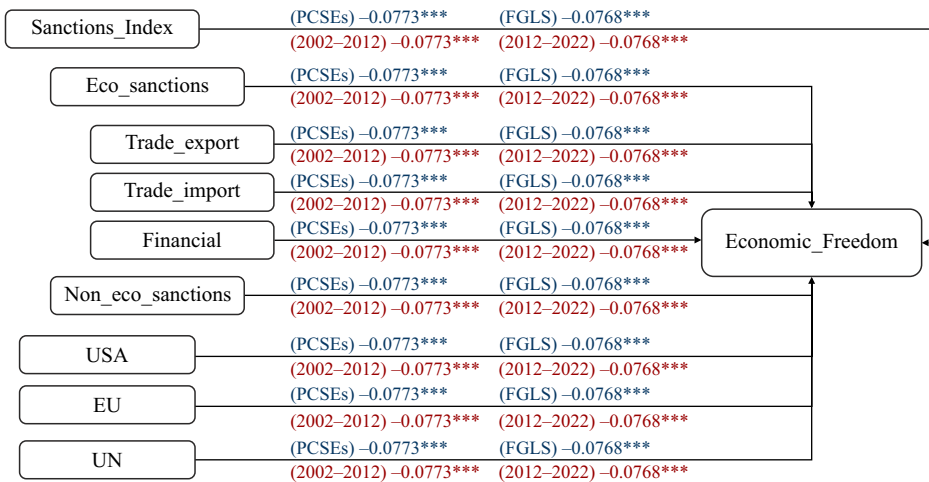 (PCSEs) –0.0773*** (FGLS) –0.0768***
Sanctions_Index
(2002–2012) –0.0773*** (2012–2022) –0.0768***
(PCSEs) –0.0773*** (FGLS) –0.0768***
Eco_sanctions
(2002–2012) –0.0773*** (2012–2022) –0.0768***
(PCSEs) –0.0773*** (FGLS) –0.0768***
Trade_export
(2002–2012) –0.0773*** (2012–2022) –0.0768***
(PCSEs) –0.0773*** (FGLS) –0.0768***
Trade_import
(2002–2012) –0.0773*** (2012–2022) –0.0768***
(PCSEs) –0.0773*** (FGLS) –0.0768***
Financial
Economic_Freedom
(2002–2012) –0.0773*** (2012–2022) –0.0768***
(PCSEs) –0.0773*** (FGLS) –0.0768***
Non_eco_sanctions
(2002–2012) –0.0773*** (2012–2022) –0.0768***
(PCSEs) –0.0773*** (FGLS) –0.0768***
USA
(2002–2012) –0.0773*** (2012–2022) –0.0768***
(PCSEs) –0.0773*** (FGLS) –0.0768***
EU
(2002–2012) –0.0773*** (2012–2022) –0.0768***
(PCSEs) –0.0773*** (FGLS) –0.0768***
UN
(2002–2012) –0.0773*** (2012–2022) –0.0768***